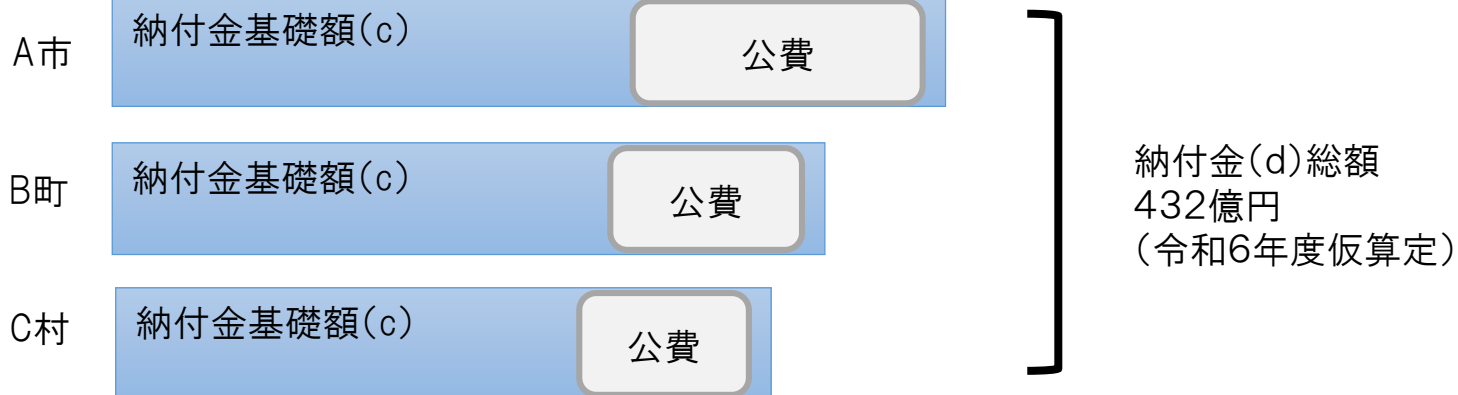 A市
納付金基礎額(c)
公費
B町
納付金基礎額(c)
公費
C村
納付金基礎額(c)
公費
納付金(d)総額
432億円
(令和6年度仮算定)